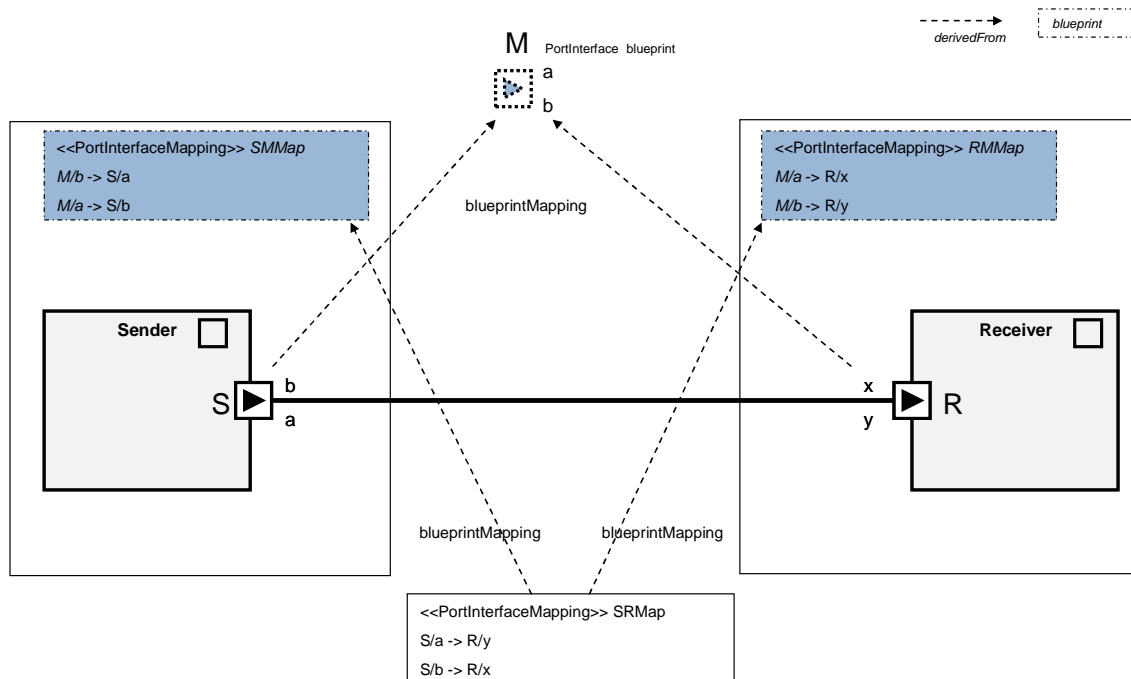 derivedFrom
blueprint
M PortInterface blueprint
a
b
<<PortInterfaceMapping>> SMMap
M/b -> S/a
M/a -> S/b
<<PortInterfaceMapping>> RMMap
M/a -> R/x
M/b -> R/y
blueprintMapping
Sender
Receiver
S
b
a
x
y
R
blueprintMapping
blueprintMapping
<<PortInterfaceMapping>> SRMap
S/a -> R/y
S/b -> R/x